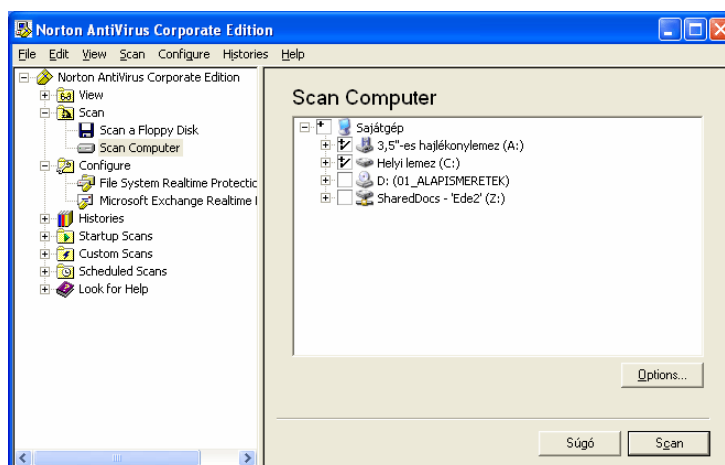 Norton AntiVirus Corporate Edition
File Edit View Scan Configure Histories Help
Norton AntiVirus Corporate Edition
View
Scan
Scan a Floppy Disk
Scan Computer
Configure
File System Realtime Protectic
Microsoft Exchange Realtime
Histories
Startup Scans
Custom Scans
Scheduled Scans
Look for Help
Scan Computer
Sajátgép
3,5"-es hajlékonylemez (A:)
Helyi lemez (C:)
D: (01_ALAPISMERETEK)
SharedDocs - 'Ede2' (Z:)
Options...
Súgó Scan